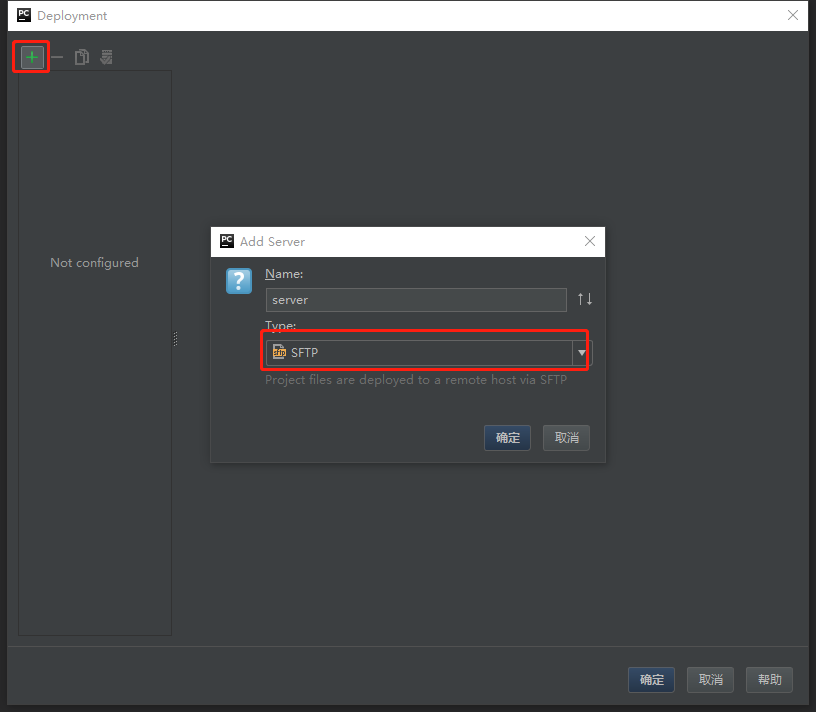 PC Deployment
Not configured
PC Add Server
?
Name:
server
Type:
SFTP
Project files are deployed to a remote host via SFTP
确定 取消
确定 取消 帮助